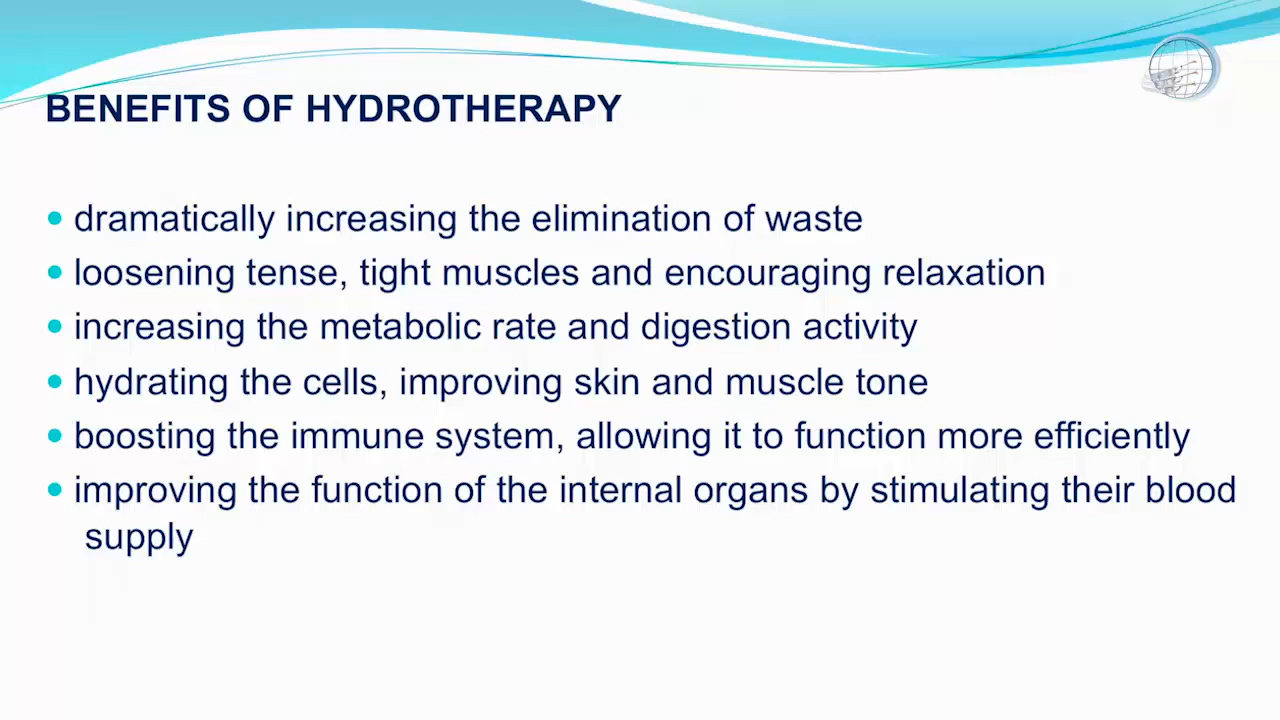 BENEFITS OF HYDROTHERAPY
• dramatically increasing the elimination of waste
• loosening tense, tight muscles and encouraging relaxation
• increasing the metabolic rate and digestion activity
• hydrating the cells, improving skin and muscle tone
• boosting the immune system, allowing it to function more efficiently
• improving the function of the internal organs by stimulating their blood
supply